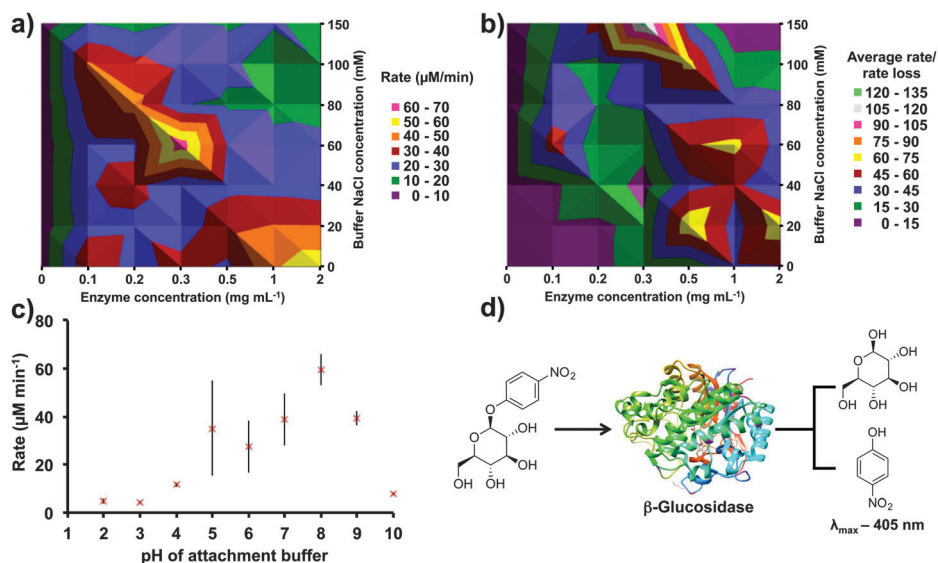 a)
150
100
80
60
40
20
0
Buffer NaCl concentration (mM)
0 0.1 0.2 0.3 0.5 1 2
Enzyme concentration (mg mL⁻¹)
Rate (µM/min)
60 - 70
50 - 60
40 - 50
30 - 40
20 - 30
10 - 20
0 - 10
b)
150
100
80
60
40
20
0
Buffer NaCl concentration (mM)
0 0.1 0.2 0.3 0.5 1 2
Enzyme concentration (mg mL⁻¹)
Average rate/
rate loss
120 - 135
105 - 120
90 - 105
75 - 90
60 - 75
45 - 60
30 - 45
15 - 30
0 - 15
c)
80
60
40
20
0
Rate (µM min⁻¹)
1 2 3 4 5 6 7 8 9 10
pH of attachment buffer
d)
NO₂
O
O
OH
HO
OH
OH
β-Glucosidase
OH
O
OH
OH
OH
OH
OH
NO₂
λmax – 405 nm